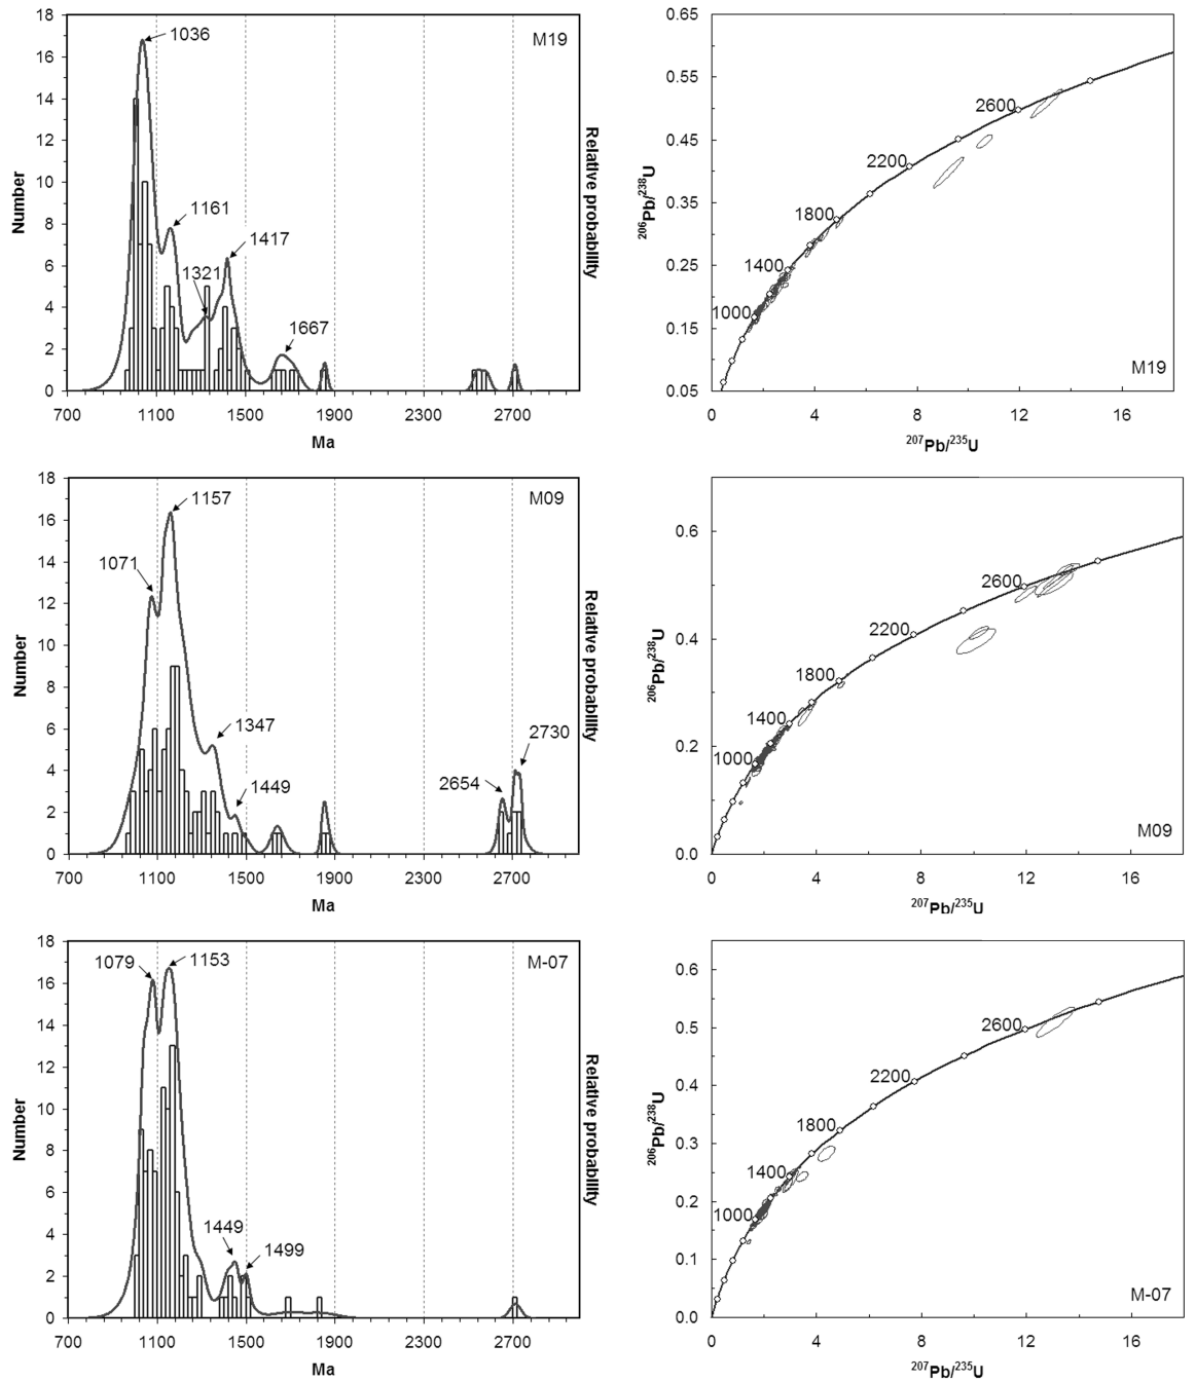 18
16
14
12
10
8
6
4
2
0
Number
1036
1161
1321
1417
1667
M19
Relative probability
700 1100 1500 1900 2300 2700
Ma
0.65
0.55
0.45
0.35
0.25
0.15
0.05
206Pb/238U
2600
2200
1800
1400
1000
M19
0 4 8 12 16
207Pb/235U
18
16
14
12
10
8
6
4
2
0
Number
1157
1071
1347
1449
2654
2730
M09
Relative probability
700 1100 1500 1900 2300 2700
Ma
0.6
0.4
0.2
0.0
206Pb/238U
2600
2200
1800
1400
1000
M09
0 4 8 12 16
207Pb/235U
18
16
14
12
10
8
6
4
2
0
Number
1079
1153
1449
1499
M-07
Relative probability
700 1100 1500 1900 2300 2700
Ma
0.6
0.5
0.4
0.3
0.2
0.1
0.0
206Pb/238U
2600
2200
1800
1400
1000
M-07
0 4 8 12 16
207Pb/235U